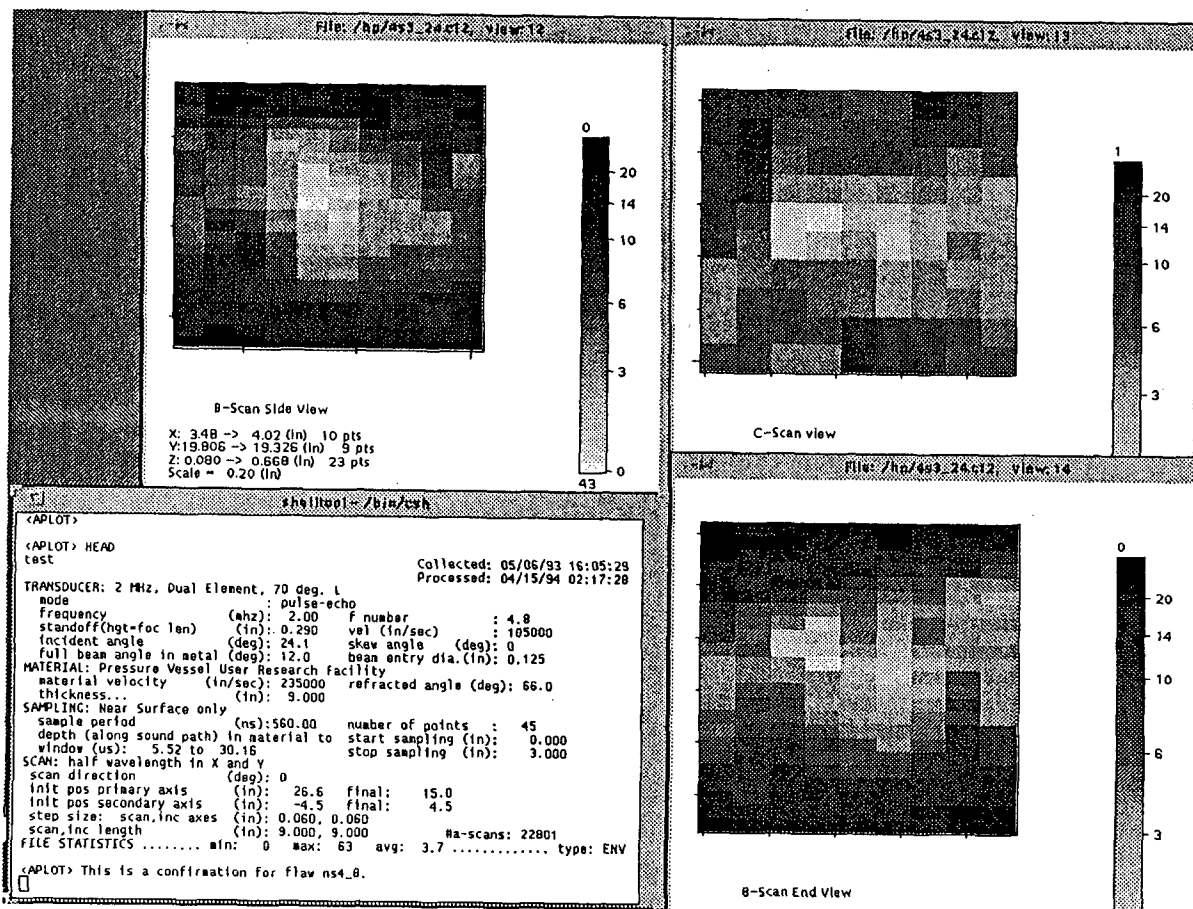 File: /hp/4s3_24.c12, View:12
0
20
14
10
6
3
0
43
B-Scan Side View
X: 3.48 -> 4.02 (in) 10 pts
Y:19.806 -> 19.326 (in) 9 pts
Z: 0.080 -> 0.668 (in) 23 pts
Scale = 0.20 (in)
File: /hp/4s3_24.c12, View:13
1
20
14
10
6
3
C-Scan view
shelltool - /bin/csh
<APLOT>
<APLOT> HEAD
test
Collected: 05/06/93 16:05:29
Processed: 04/15/94 02:17:28
TRANSDUCER: 2 MHz, Dual Element, 70 deg. L
mode : pulse-echo
frequency (mhz): 2.00 f number : 4.8
standoff(hgt-foc len) (in): 0.290 vel (in/sec) : 105000
incident angle (deg): 24.1 skew angle (deg): 0
full beam angle in metal (deg): 12.0 beam entry dia.(in): 0.125
MATERIAL: Pressure Vessel User Research Facility
material velocity (in/sec): 235000 refracted angle (deg): 66.0
thickness... (in): 9.000
SAMPLING: Near Surface only
sample period (ns):560.00 number of points : 45
depth (along sound path) in material to start sampling (in): 0.000
window (us): 5.52 to 30.16 stop sampling (in): 3.000
SCAN: half wavelength in X and Y
scan direction (deg): 0
init pos primary axis (in): 26.6 final: 15.0
init pos secondary axis (in): -4.5 final: 4.5
step size: scan,inc axes (in): 0.060, 0.060
scan,inc length (in): 9.000, 9.000 #a-scans: 22801
FILE STATISTICS ........ min: 0 max: 63 avg: 3.7 ............. type: ENV
<APLOT> This is a confirmation for flaw ns4_8.
File: /hp/4s3_24.c12, View:14
0
20
14
10
6
3
B-Scan End View